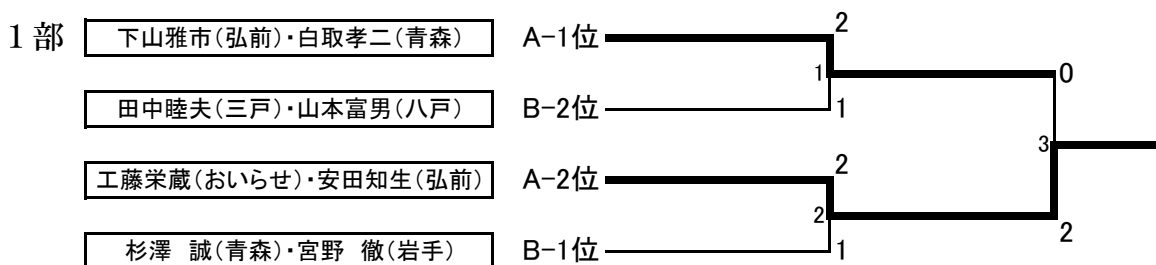 1部 下山雅市(弘前)・白取孝二(青森) A-1位 2
1 0
田中睦夫(三戸)・山本富男(八戸) B-2位 1
3
工藤栄蔵(おいらせ)・安田知生(弘前) A-2位 2
2 2
杉澤 誠(青森)・宮野 徹(岩手) B-1位 1